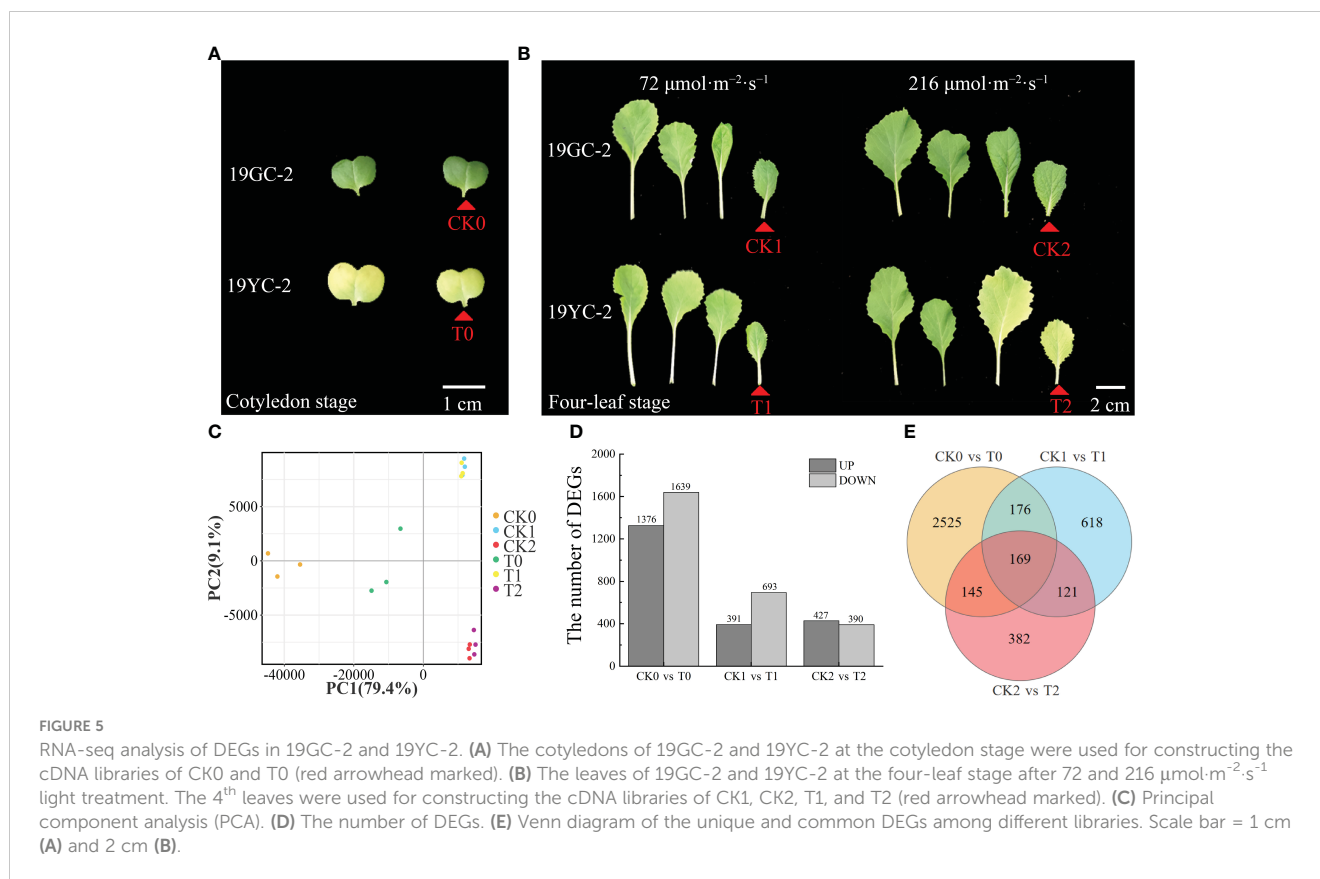 A
B
72 μmol·m⁻²·s⁻¹
216 μmol·m⁻²·s⁻¹
19GC-2
CK0
19YC-2
T0
Cotyledon stage
1 cm
19GC-2
CK1
CK2
19YC-2
Four-leaf stage
T1
T2
2 cm
C
PC2(9.1%)
5000
0
-5000
-40000
-20000
0
PC1(79.4%)
CK0
CK1
CK2
T0
T1
T2
D
The number of DEGs
2000
1600
1200
800
400
0
UP
DOWN
1376
1639
391
693
427
390
CK0 vs T0
CK1 vs T1
CK2 vs T2
E
CK0 vs T0
CK1 vs T1
2525
176
618
169
145
121
382
CK2 vs T2
FIGURE 5
RNA-seq analysis of DEGs in 19GC-2 and 19YC-2. (A) The cotyledons of 19GC-2 and 19YC-2 at the cotyledon stage were used for constructing the
cDNA libraries of CK0 and T0 (red arrowhead marked). (B) The leaves of 19GC-2 and 19YC-2 at the four-leaf stage after 72 and 216 μmol·m⁻²·s⁻¹
light treatment. The 4th leaves were used for constructing the cDNA libraries of CK1, CK2, T1, and T2 (red arrowhead marked). (C) Principal
component analysis (PCA). (D) The number of DEGs. (E) Venn diagram of the unique and common DEGs among different libraries. Scale bar = 1 cm
(A) and 2 cm (B).